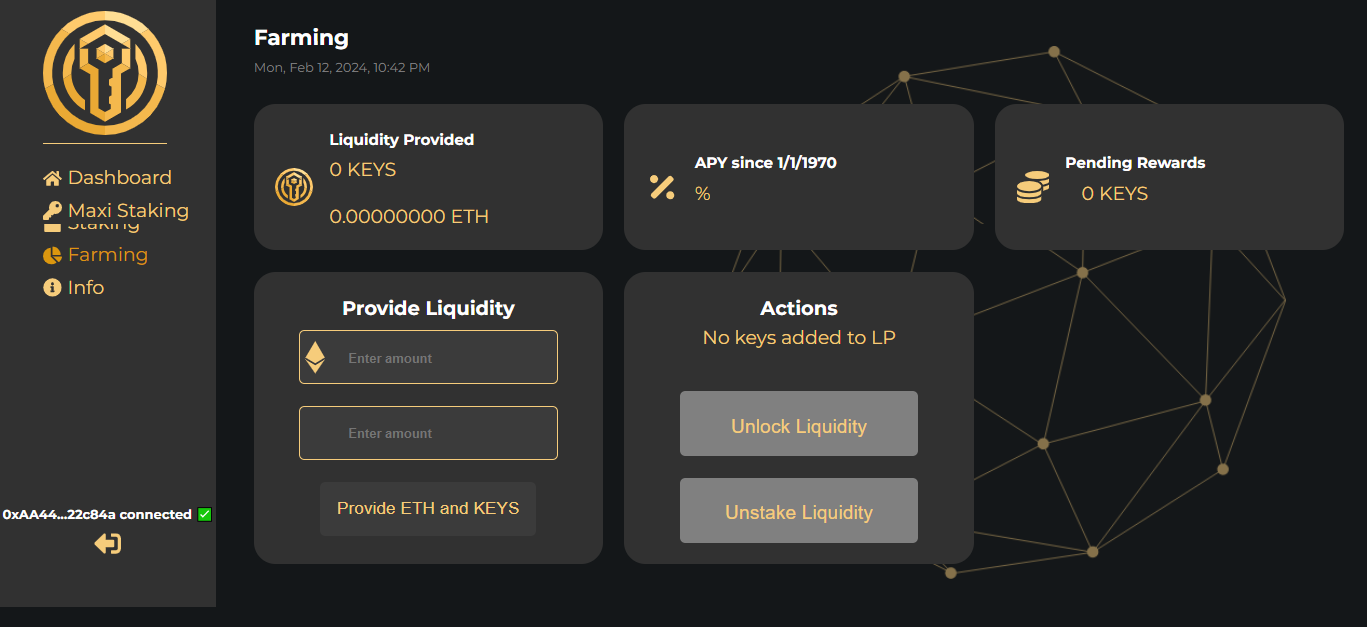 Farming
Mon, Feb 12, 2024, 10:42 PM
Dashboard
Maxi Staking
Staking
Farming
Info
0xAA44...22c84a connected
Liquidity Provided
0 KEYS
0.00000000 ETH
APY since 1/1/1970
%
Pending Rewards
0 KEYS
Provide Liquidity
Enter amount
Enter amount
Provide ETH and KEYS
Actions
No keys added to LP
Unlock Liquidity
Unstake Liquidity